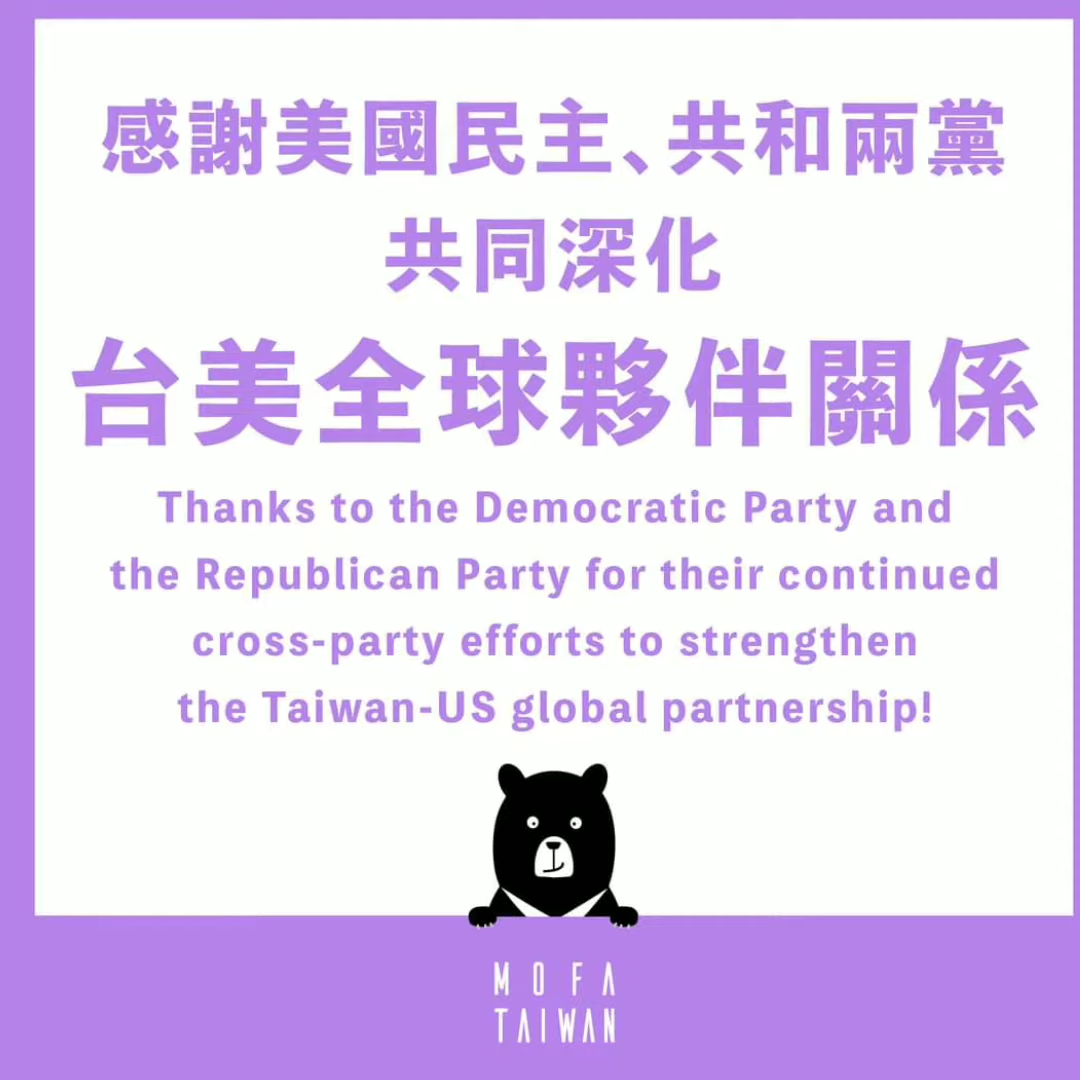 感謝美國民主、共和兩黨
共同深化
台美全球夥伴關係
Thanks to the Democratic Party and
the Republican Party for their continued
cross-party efforts to strengthen
the Taiwan-US global partnership!
MOFA
TAIWAN